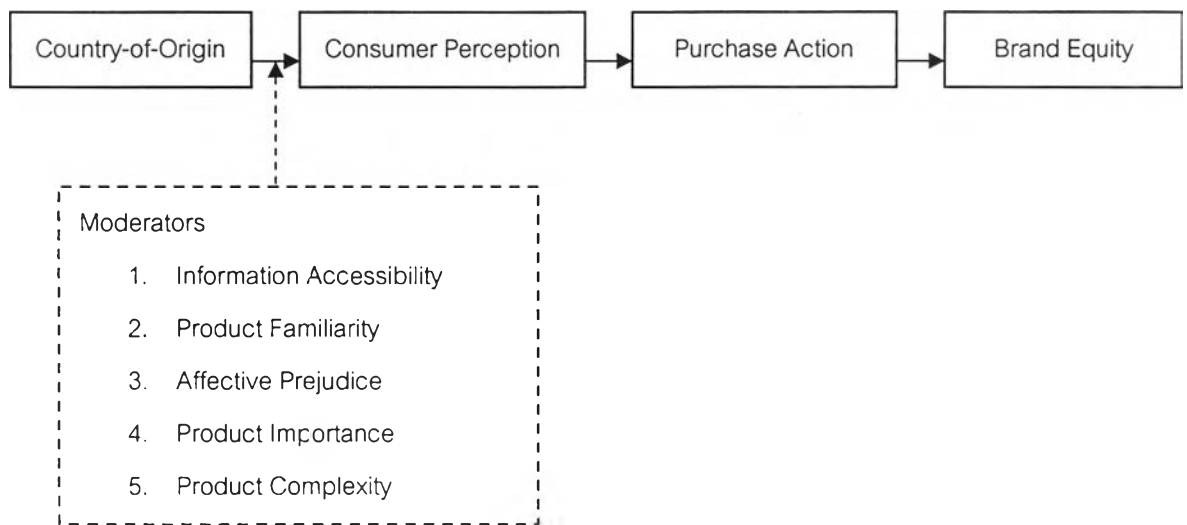 Country-of-Origin
Consumer Perception
Purchase Action
Brand Equity
Moderators
1. Information Accessibility
2. Product Familiarity
3. Affective Prejudice
4. Product Importance
5. Product Complexity